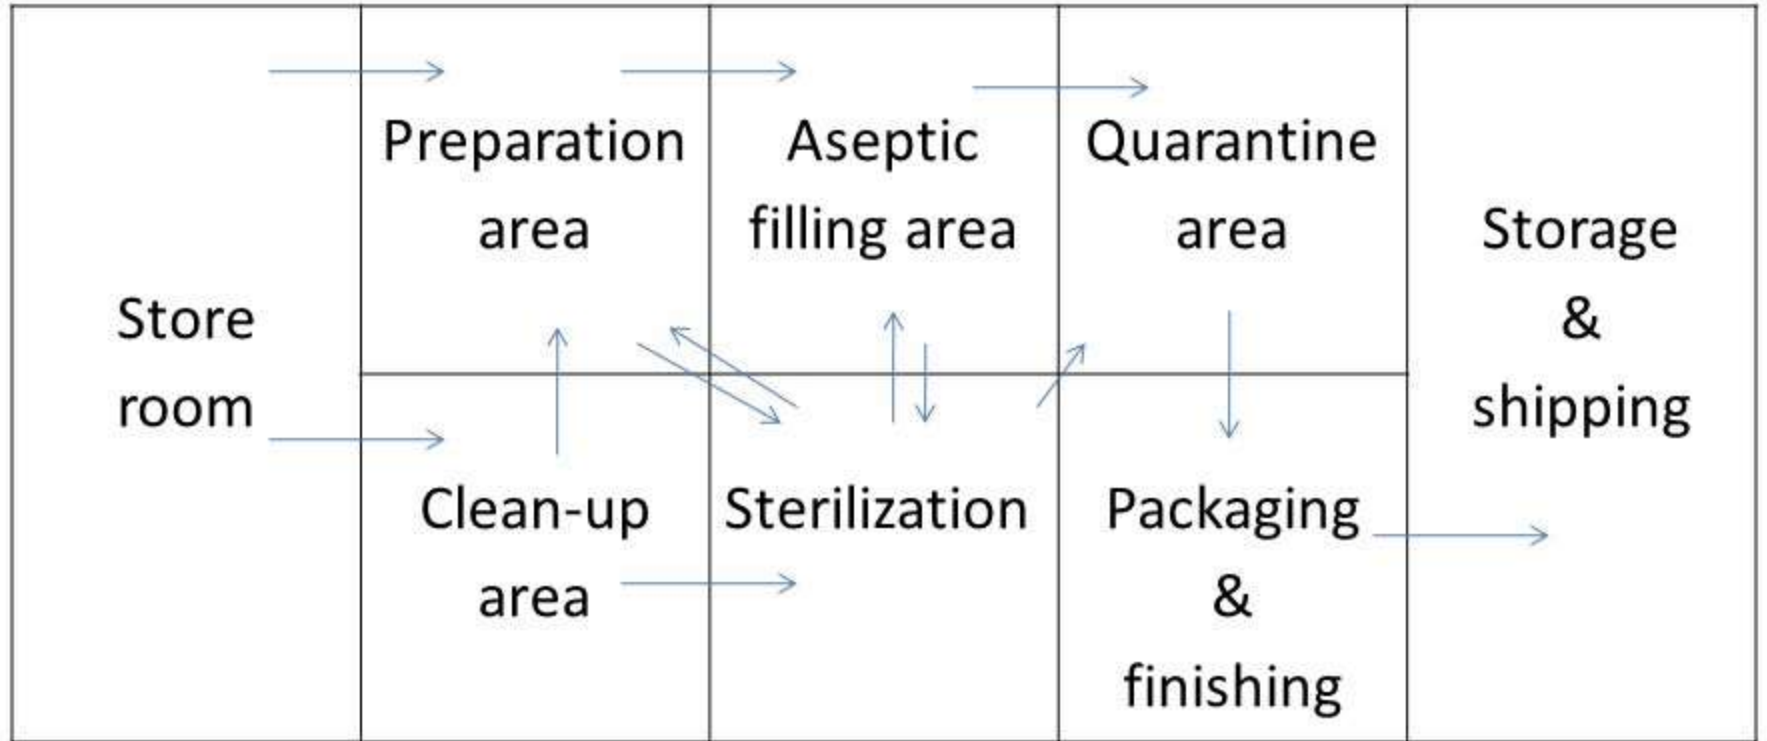 Store
room
Preparation
area
Clean-up
area
Aseptic
filling area
Sterilization
Quarantine
area
Packaging
&
finishing
Storage
&
shipping